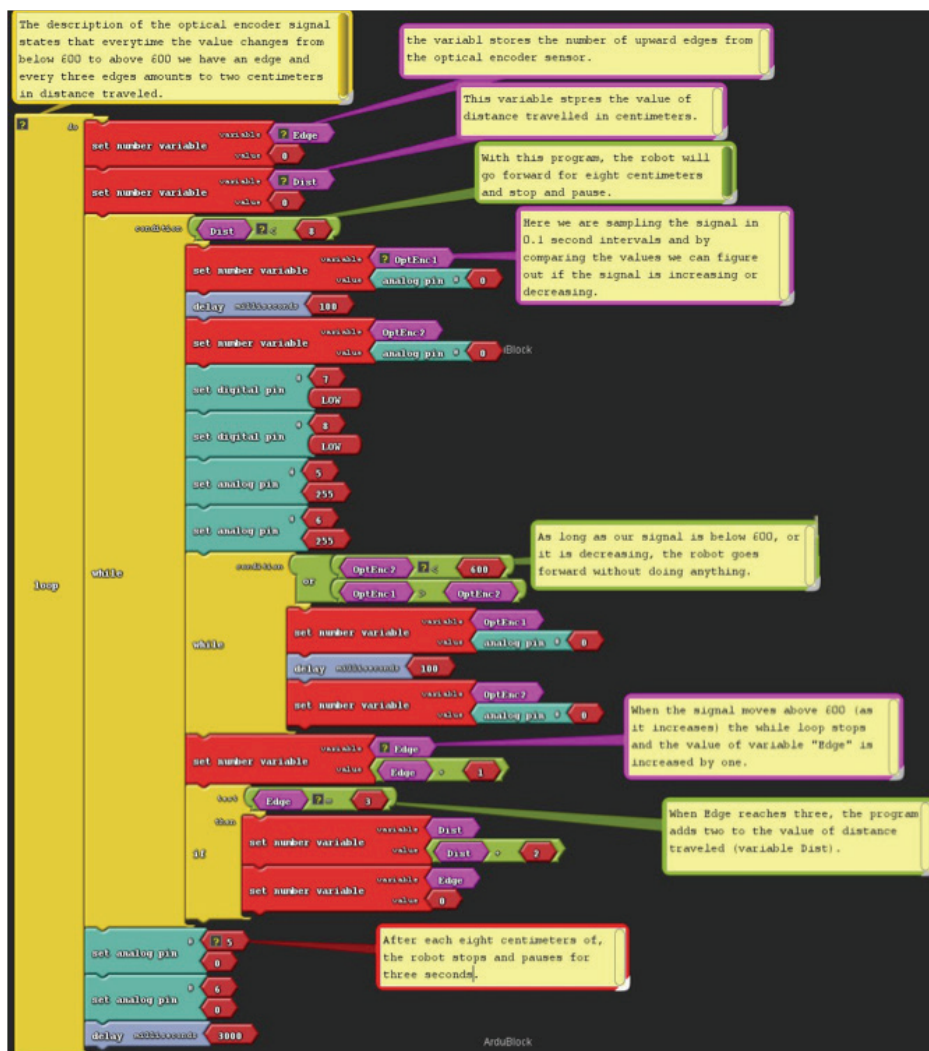 The description of the optical encoder signal
states that everytime the value changes from
below 600 to above 600 we have an edge and
every three edges amounts to two centimeters
in distance traveled.
the variabl stores the number of upward edges from
the optical encoder sensor.
This variable stpres the value of
distance travelled in centimeters.
With this program, the robot will
go forward for eight centimeters
and stop and pause.
Here we are sampling the signal in
0.1 second intervals and by
comparing the values we can figure
out if the signal is increasing or
decreasing.
loop
? do
set number variable variable ? Edge
value 0
set number variable variable ? Dist
value 0
while
condition Dist ? < 8
set number variable variable ? OptEnc1
value analog pin # 0
delay milliseconds 100
set number variable variable OptEnc2
value analog pin # 0
iBlock
set digital pin # 7
LOW
set digital pin # 8
LOW
set analog pin # 5
255
set analog pin # 6
255
As long as our signal is below 600, or
it is decreasing, the robot goes
forward without doing anything.
while
condition or OptEnc2 ? < 600
OptEnc1 > OptEnc2
set number variable variable OptEnc1
value analog pin # 0
delay milliseconds 100
set number variable variable OptEnc2
value analog pin # 0
When the signal moves above 600 (as
it increases) the while loop stops
and the value of variable "Edge" is
increased by one.
set number variable variable ? Edge
value Edge + 1
When Edge reaches three, the program
adds two to the value of distance
traveled (variable Dist).
if
test Edge ? = 3
then
set number variable variable Dist
value Dist + 2
set number variable variable Edge
value 0
After each eight centimeters of,
the robot stops and pauses for
three seconds.
set analog pin # ? 5
0
set analog pin # 6
0
delay milliseconds 3000
ArduBlock